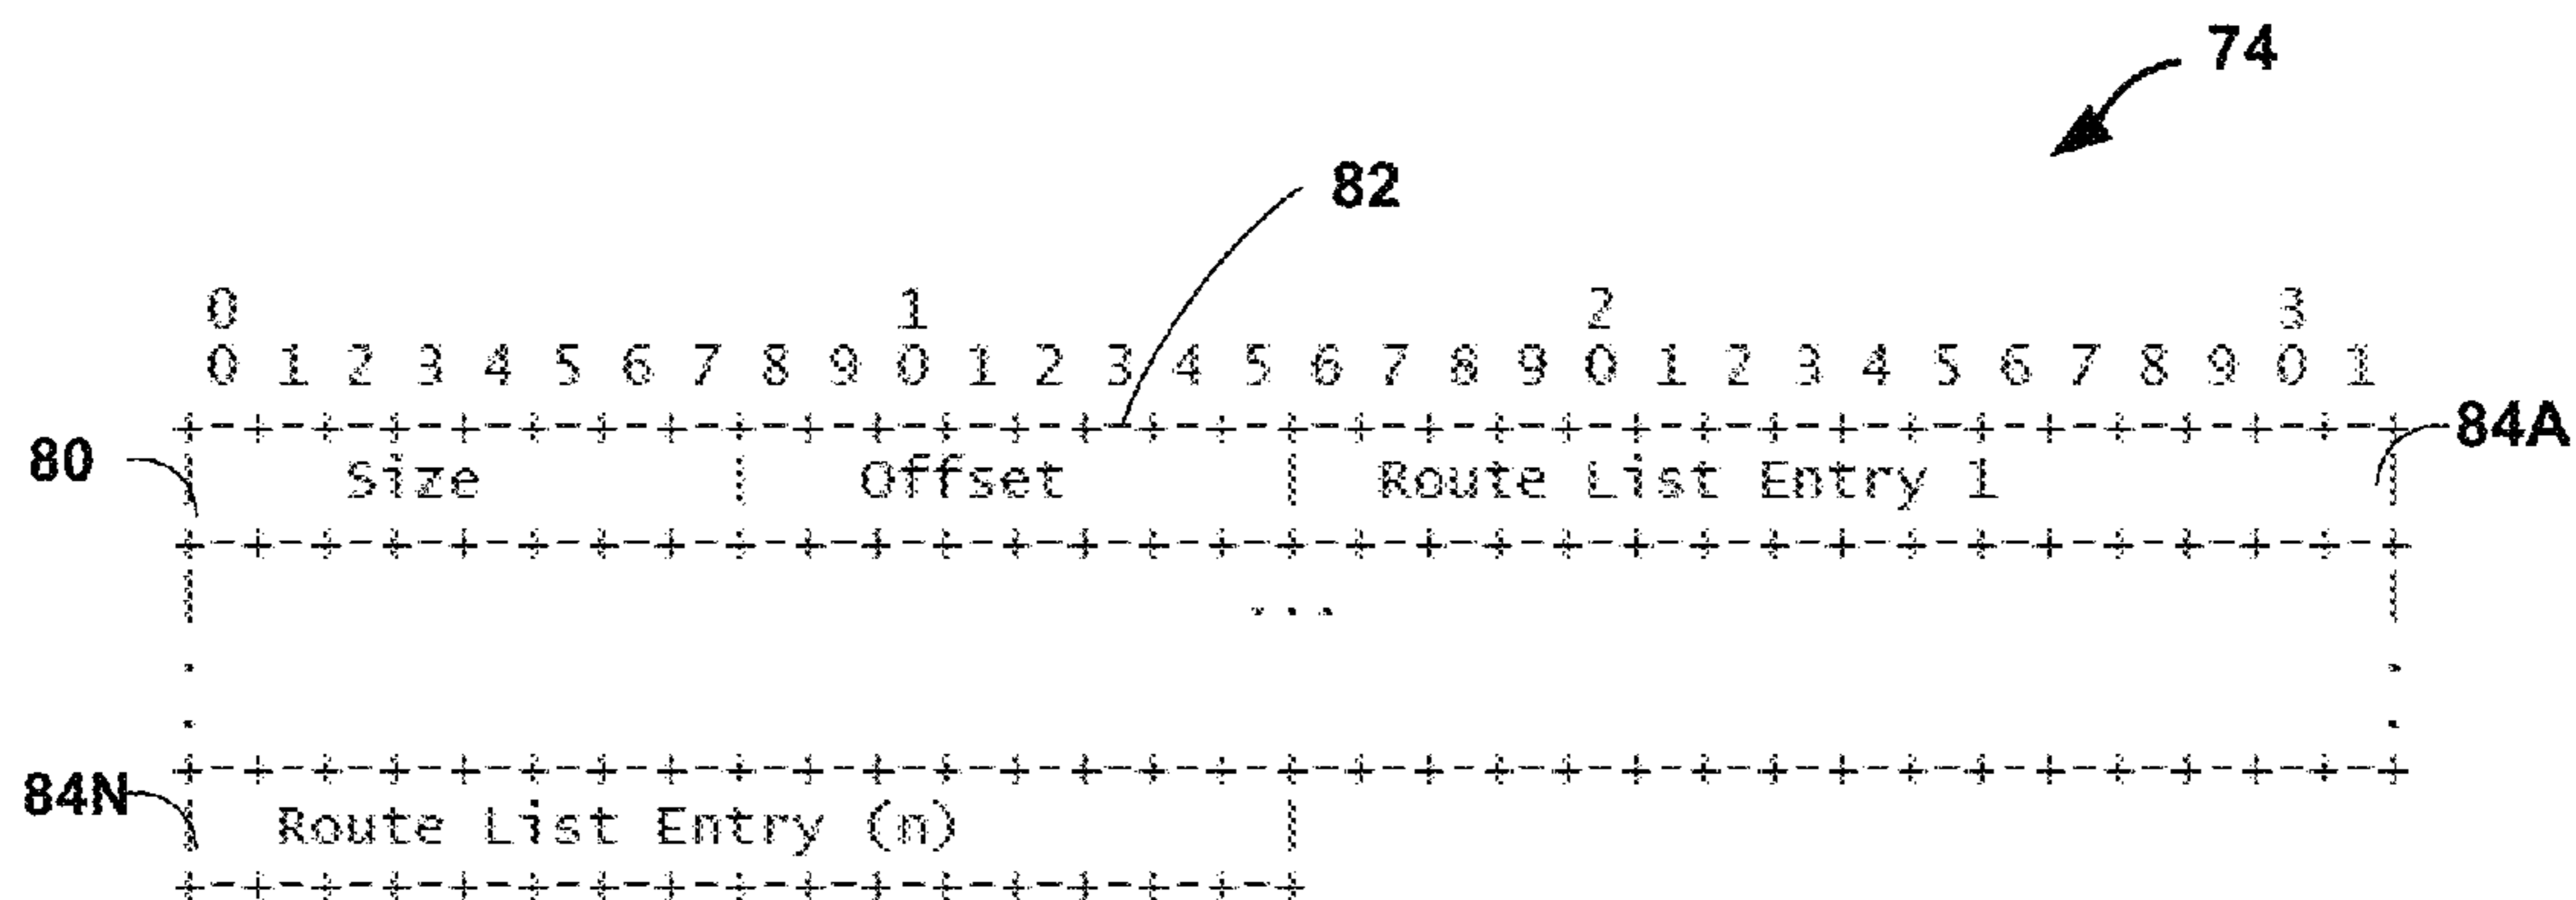 74
82
0 1 2 3
0 1 2 3 4 5 6 7 8 9 0 1 2 3 4 5 6 7 8 9 0 1 2 3 4 5 6 7 8 9 0 1
+-+-+-+-+-+-+-+-+-+-+-+-+-+-+-+-+-+-+-+-+-+-+-+-+-+-+-+-+-+-+-+-+
80 | Size | Offset | Route List Entry 1 | 84A
+-+-+-+-+-+-+-+-+-+-+-+-+-+-+-+-+-+-+-+-+-+-+-+-+-+-+-+-+-+-+-+-+
| ... |
. .
. .
+-+-+-+-+-+-+-+-+-+-+-+-+-+-+-+-+-+-+-+-+-+-+-+-+-+-+-+-+-+-+-+-+
84N | Route List Entry (n) |
+-+-+-+-+-+-+-+-+-+-+-+-+-+-+-+-+